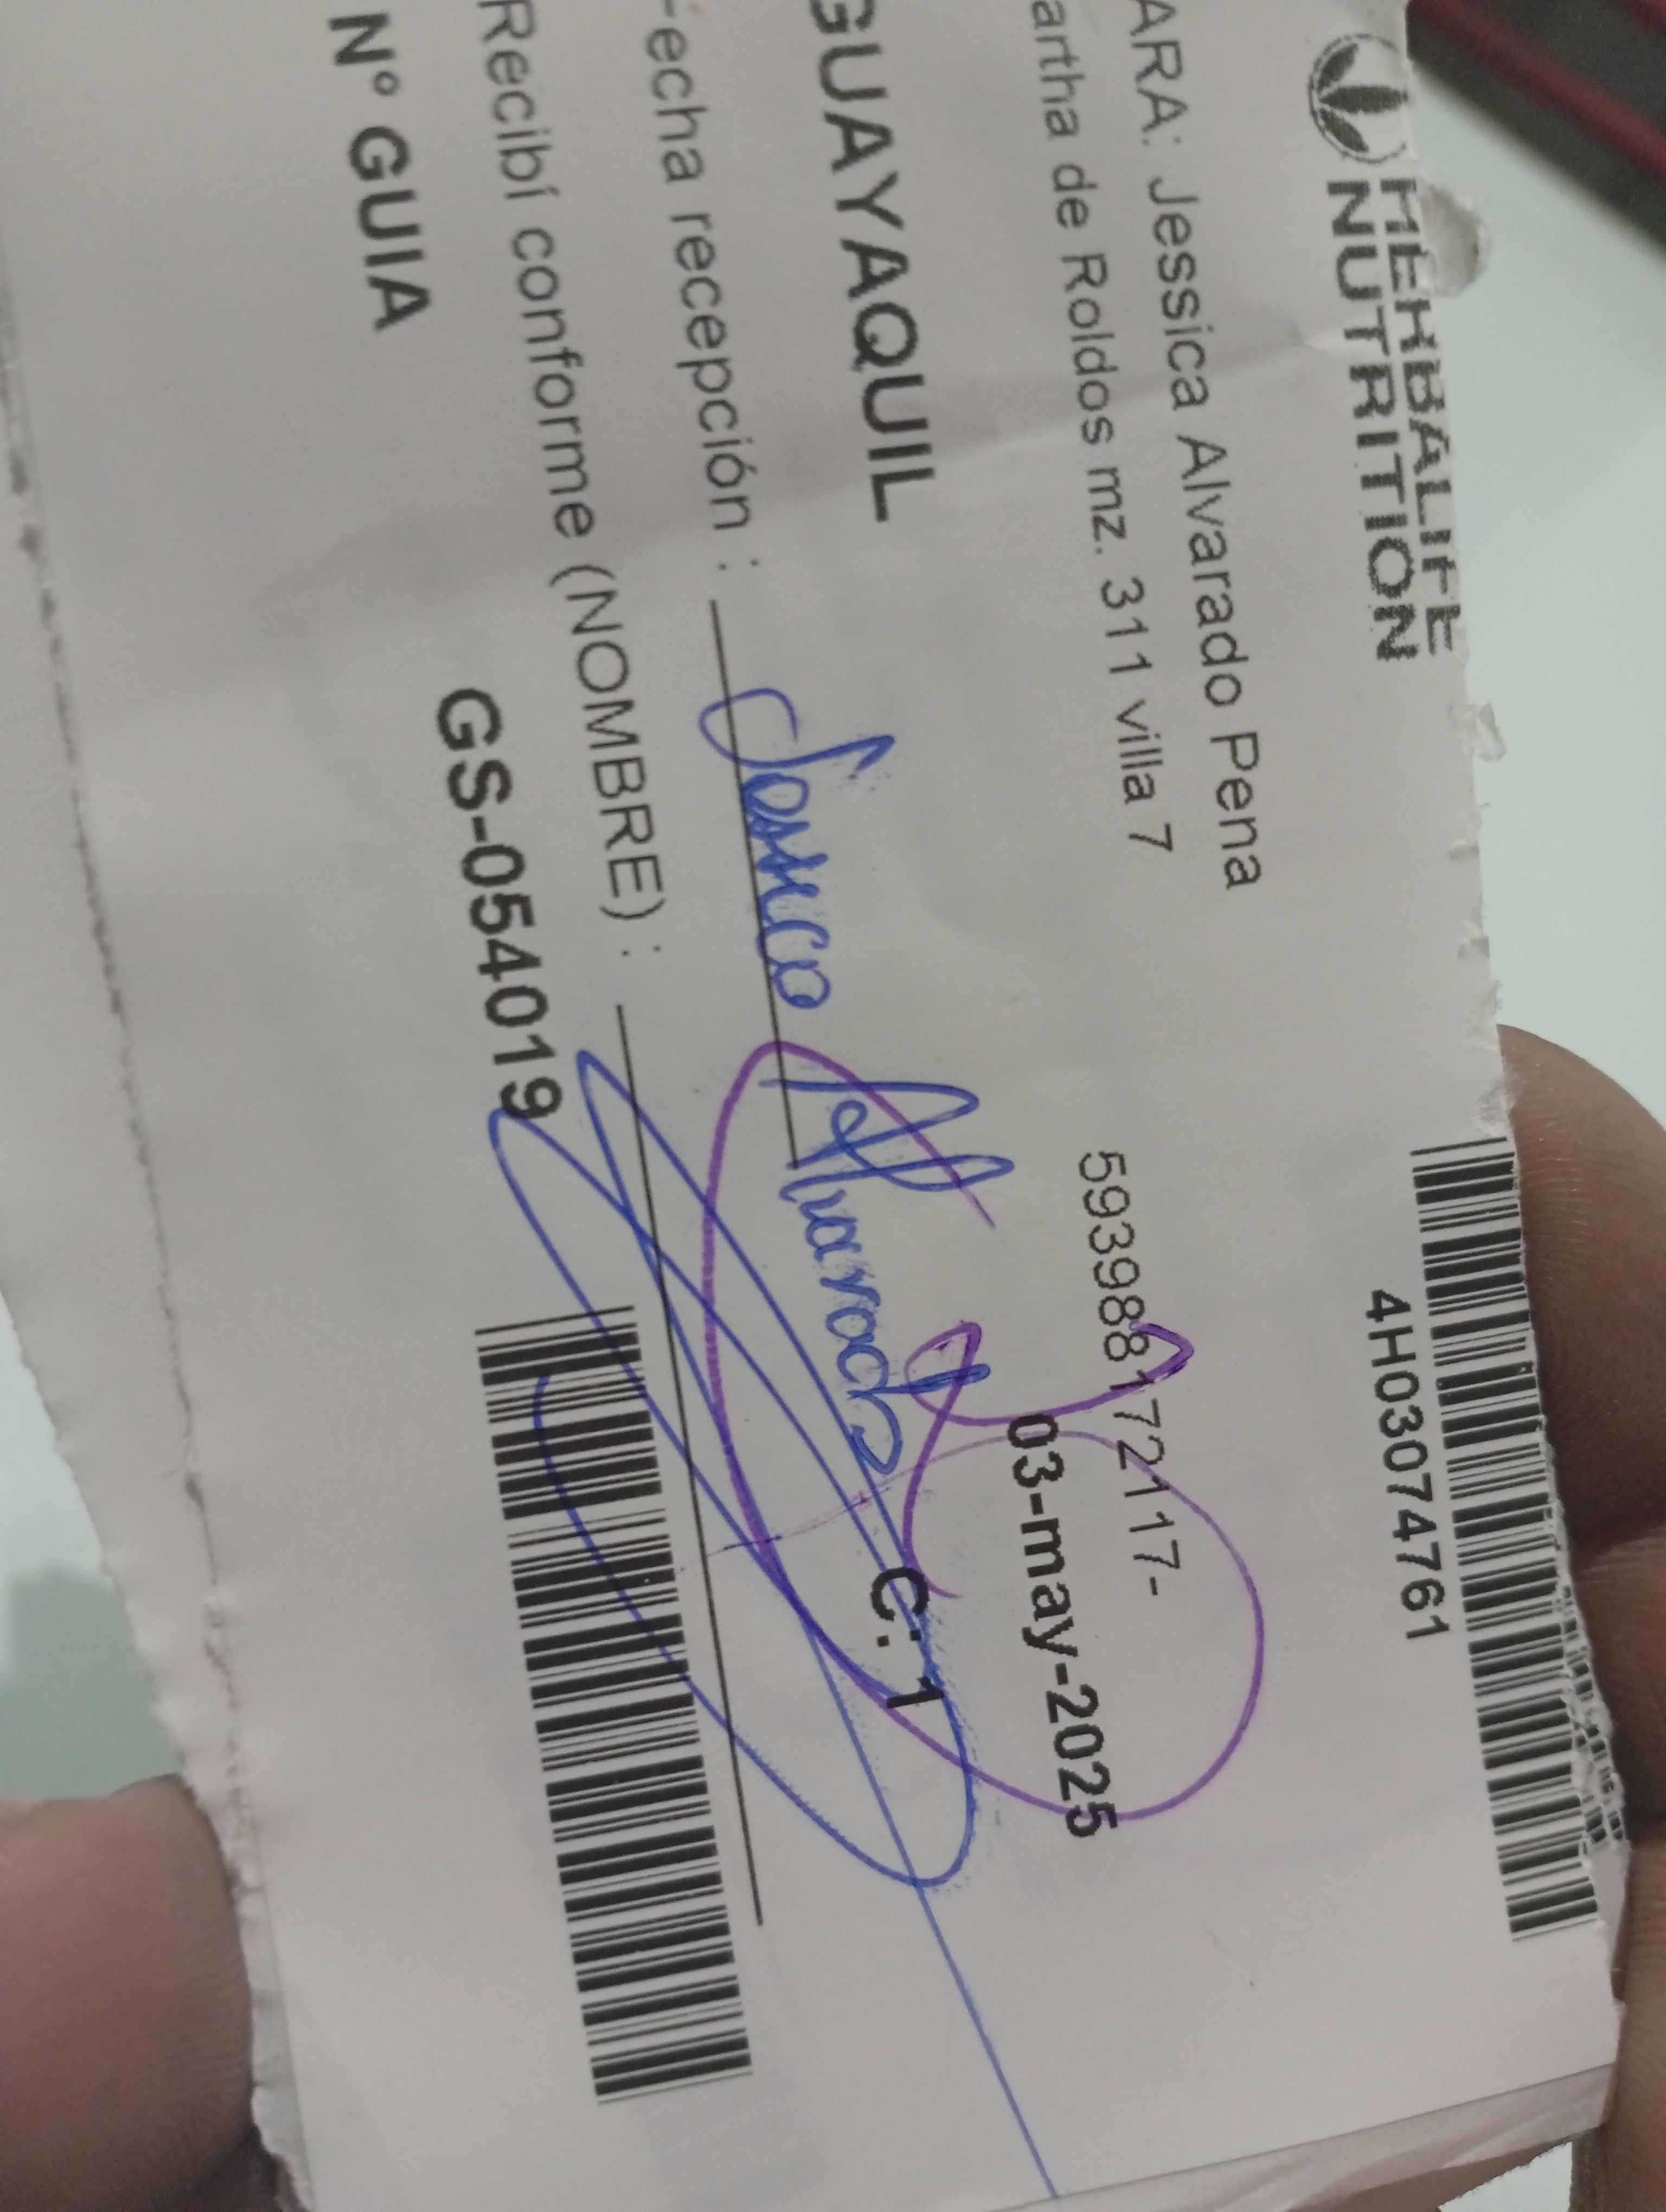 HERBALIFE
NUTRITION
4H03074761
ARA: Jessica Alvarado Pena
artha de Roldos mz. 311 villa 7
593988172117-
03-may-2025
GUAYAQUIL
C: 1
Fecha recepción :
Jessica Alvarado
Recibí conforme (NOMBRE) :
N° GUIA
GS-054019